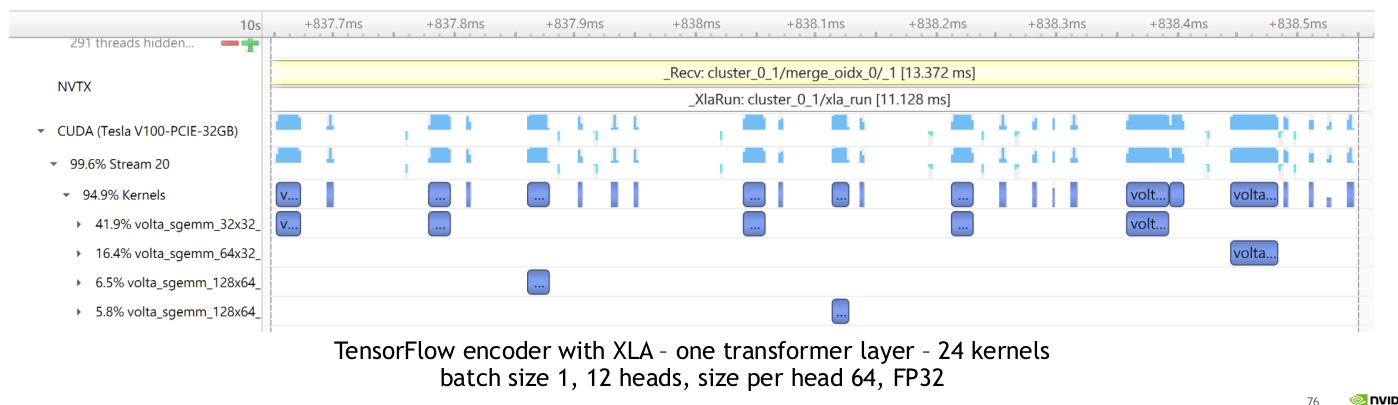 10s
+837.7ms
+837.8ms
+837.9ms
+838ms
+838.1ms
+838.2ms
+838.3ms
+838.4ms
+838.5ms
291 threads hidden...
NVTX
_Recv: cluster_0_1/merge_oidx_0/_1 [13.372 ms]
_XlaRun: cluster_0_1/xla_run [11.128 ms]
CUDA (Tesla V100-PCIE-32GB)
99.6% Stream 20
94.9% Kernels
v...
...
...
...
...
...
volt...
volta...
41.9% volta_sgemm_32x32_
v...
...
...
...
volt...
16.4% volta_sgemm_64x32_
volta...
6.5% volta_sgemm_128x64_
...
5.8% volta_sgemm_128x64_
...
TensorFlow encoder with XLA – one transformer layer – 24 kernels
batch size 1, 12 heads, size per head 64, FP32
76
NVID